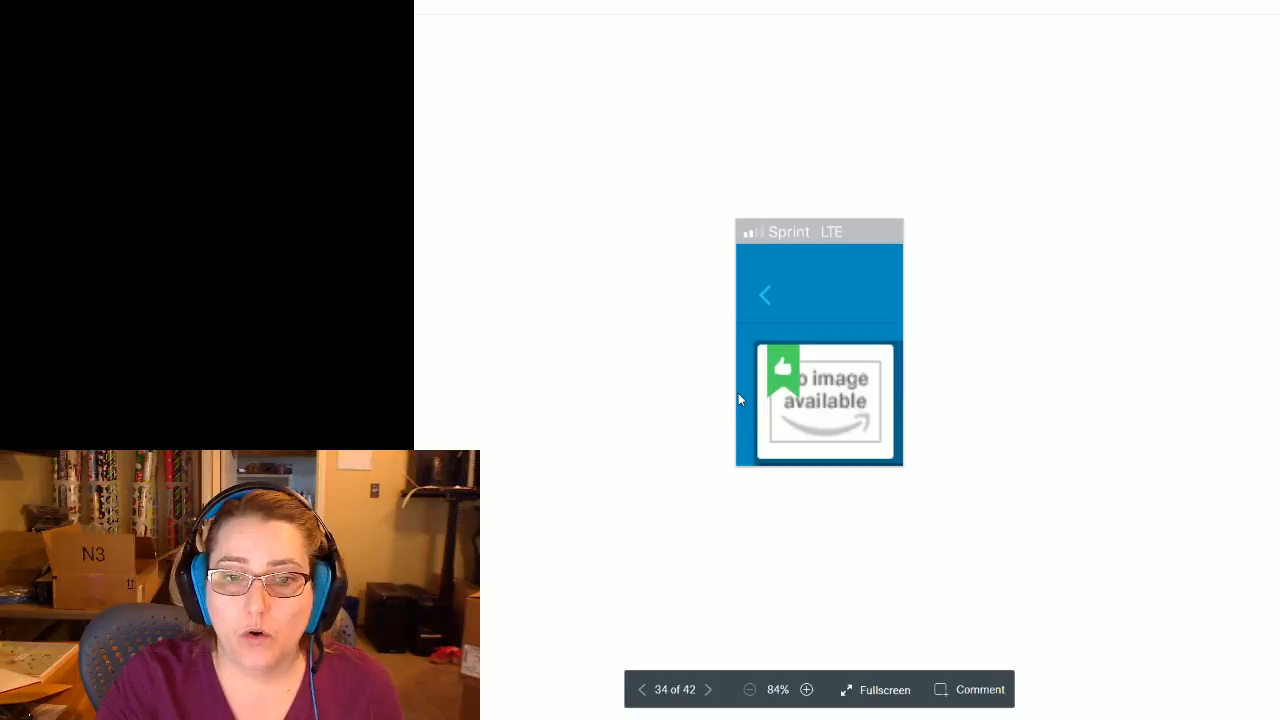 Sprint LTE
image
available
N3
34 of 42
84%
Fullscreen
Comment